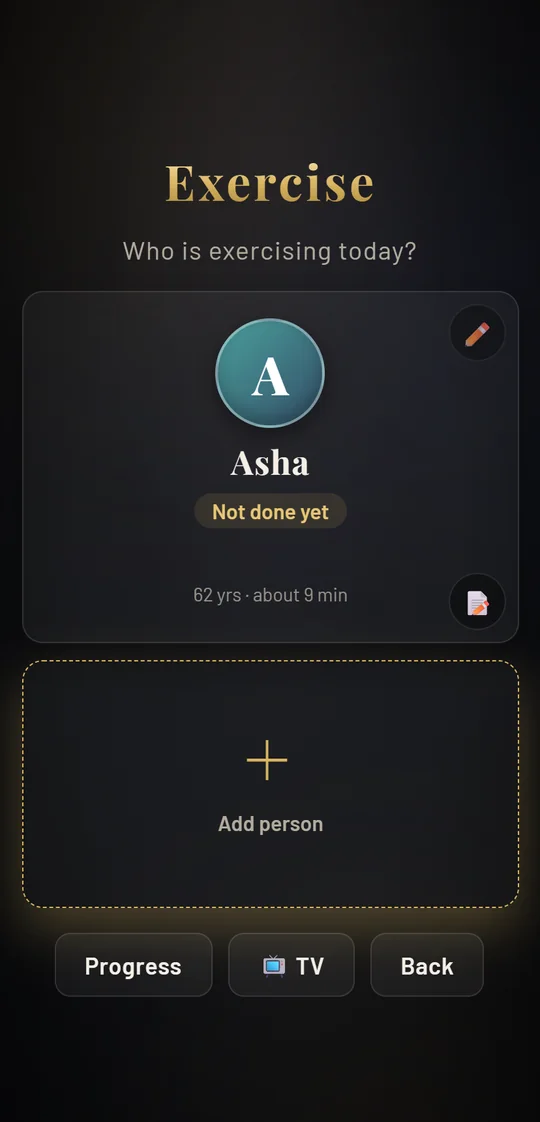 Exercise
Who is exercising today?
A
Asha
Not done yet
62 yrs · about 9 min
Add person
Progress
TV
Back